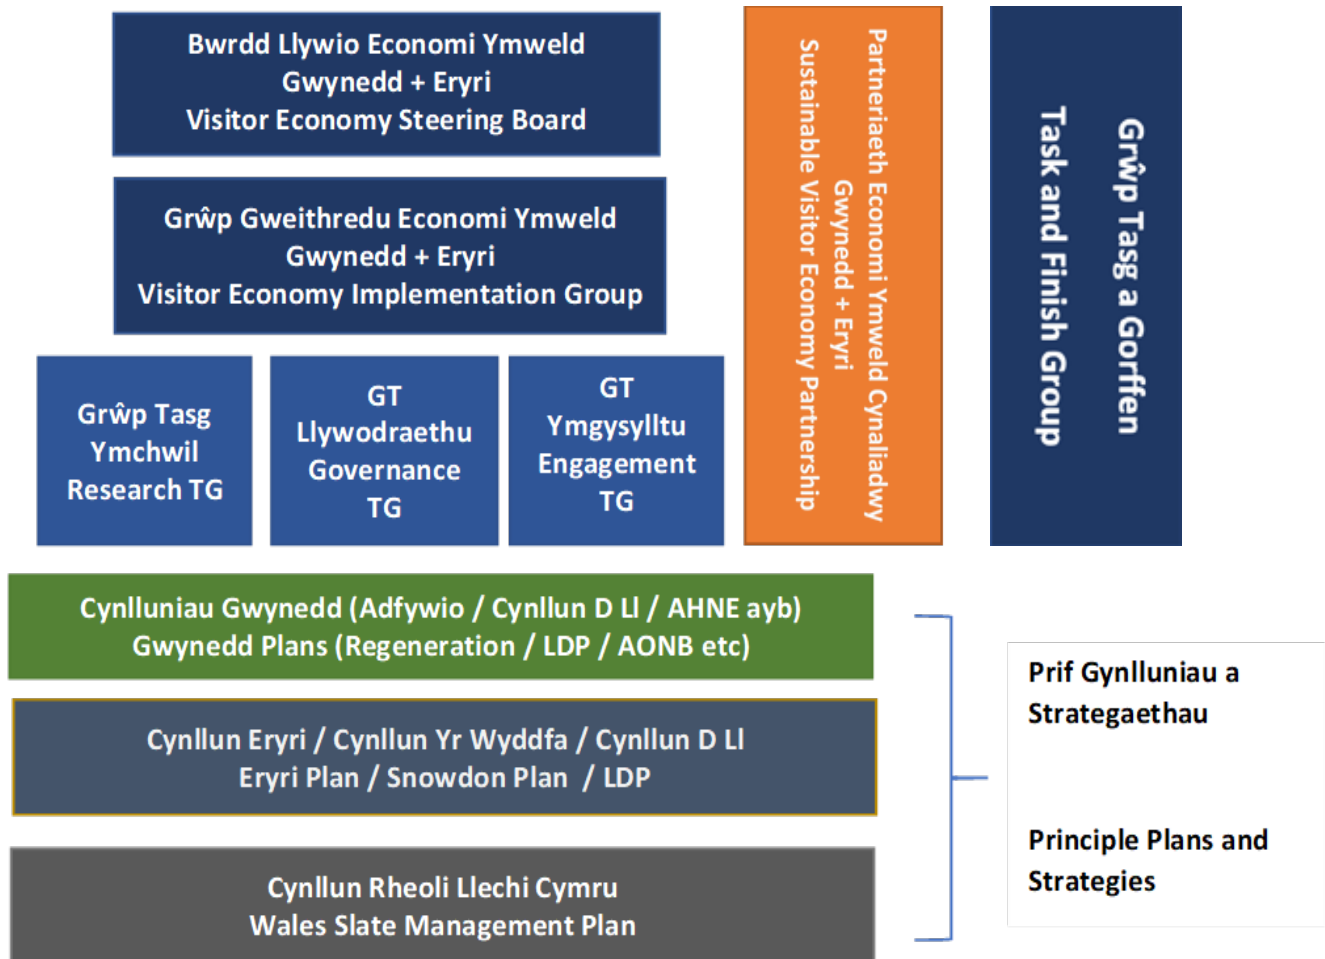 Bwrdd Llywio Economi Ymweld
Gwynedd + Eryri
Visitor Economy Steering Board
Grŵp Gweithredu Economi Ymweld
Gwynedd + Eryri
Visitor Economy Implementation Group
Grŵp Tasg
Ymchwil
Research TG
GT
Llywodraethu
Governance
TG
GT
Ymgysylltu
Engagement
TG
Partneriaeth Economi Ymweld Cynaliadwy
Gwynedd + Eryri
Sustainable Visitor Economy Partnership
Grŵp Tasg a Gorffen
Task and Finish Group
Cynlluniau Gwynedd (Adfywio / Cynllun D Ll / AHNE ayb)
Gwynedd Plans (Regeneration / LDP / AONB etc)
Cynllun Eryri / Cynllun Yr Wyddfa / Cynllun D Ll
Eryri Plan / Snowdon Plan / LDP
Cynllun Rheoli Llechi Cymru
Wales Slate Management Plan
Prif Gynlluniau a
Strategaethau
Principle Plans and
Strategies